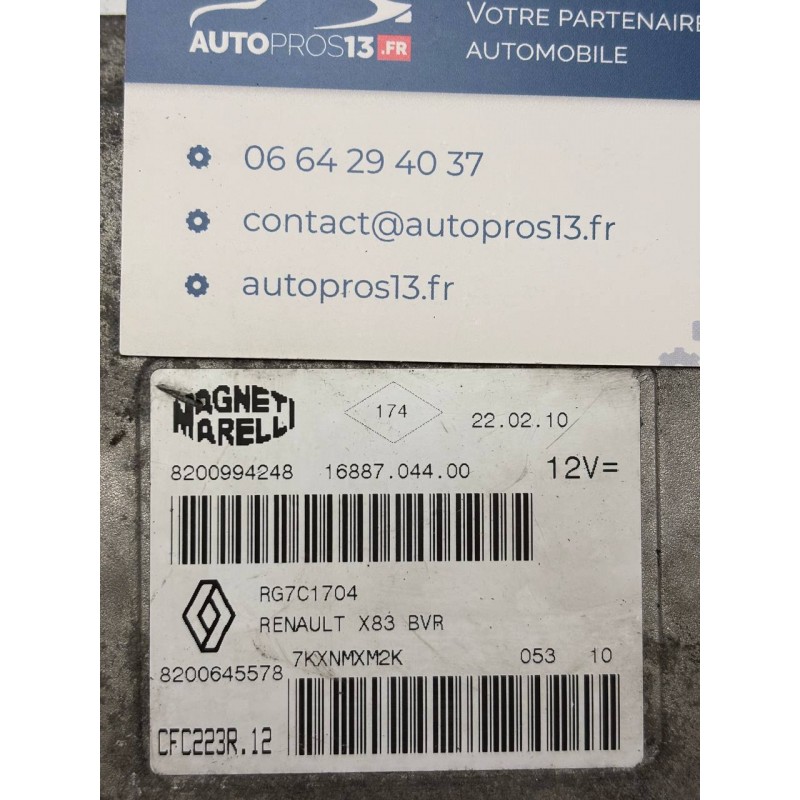 VOTRE PARTENAIRE
AUTOPROS13.FR AUTOMOBILE
06 64 29 40 37
contact@autopros13.fr
autopros13.fr
MAGNETI
MARELLI
174
22.02.10
8200994248 16887.044.00 12V=
RG7C1704
RENAULT X83 BVR
7KXNMXM2K 053 10
8200645578
CFC223R.12